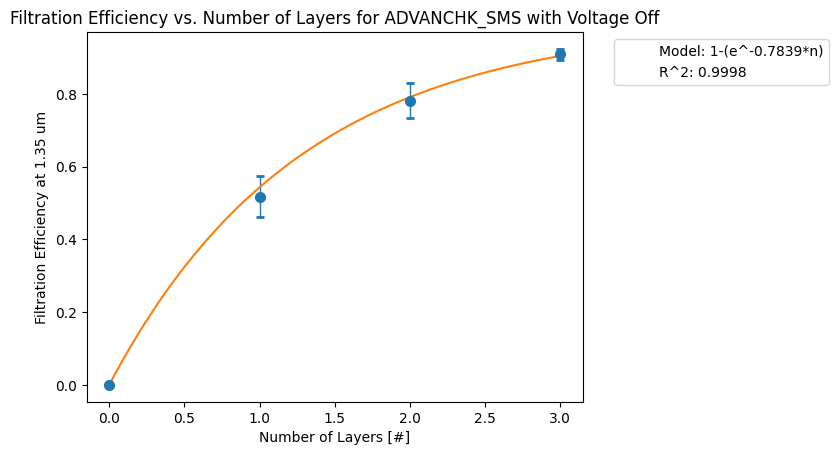 Filtration Efficiency vs. Number of Layers for ADVANCHK_SMS with Voltage Off
Model: 1-(e^-0.7839*n)
R^2: 0.9998
Filtration Efficiency at 1.35 um
0.8
0.6
0.4
0.2
0.0
0.0 0.5 1.0 1.5 2.0 2.5 3.0
Number of Layers [#]